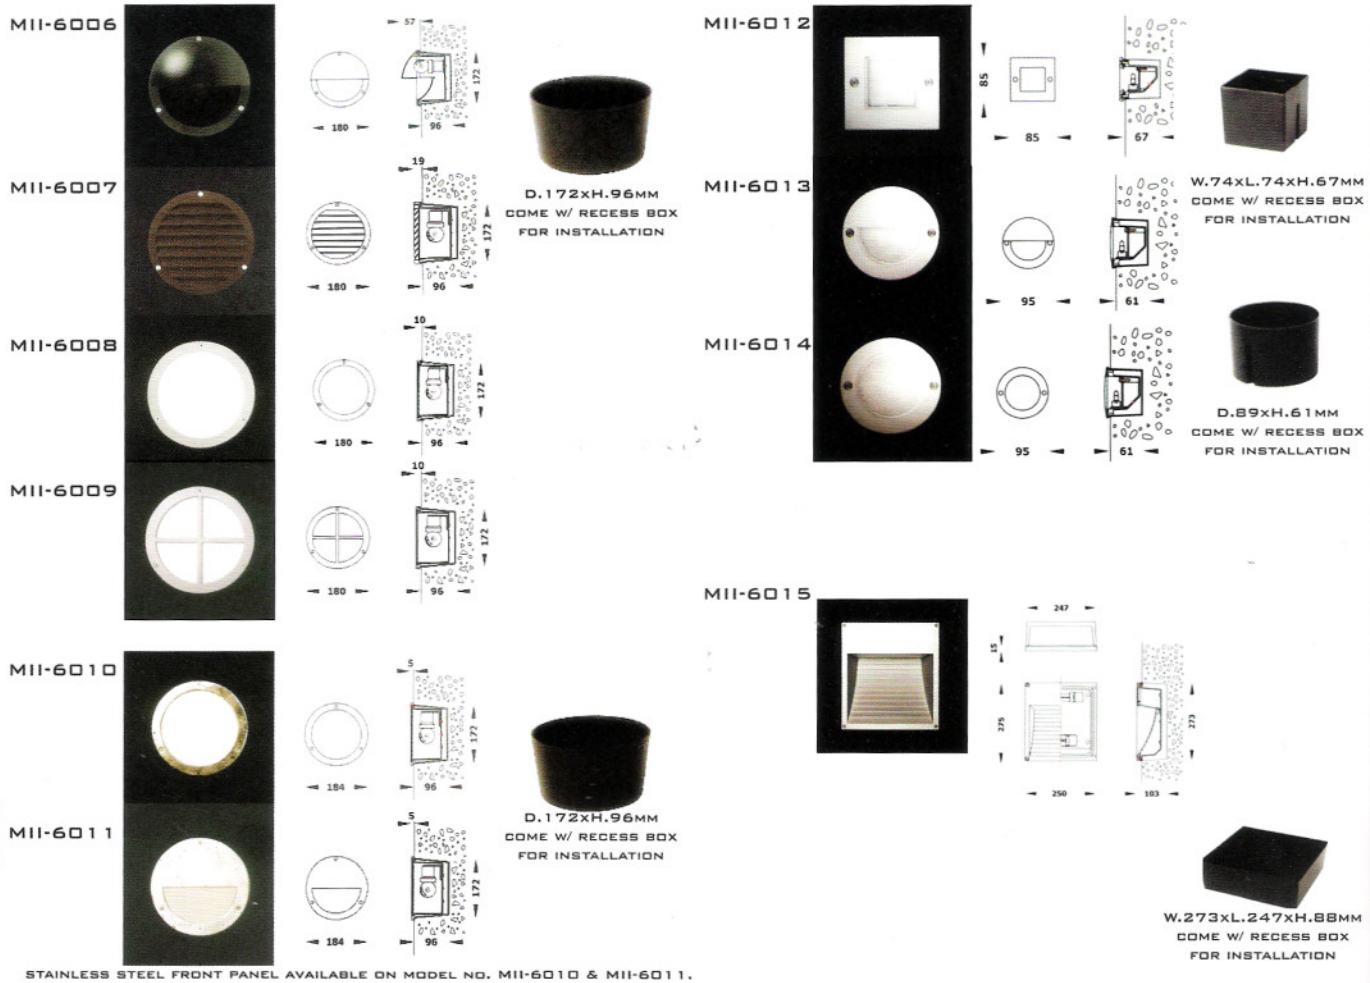 MII-6006
57
172
180
96
D.172xH.96MM
COME W/ RECESS BOX
FOR INSTALLATION
MII-6007
19
172
180
96
MII-6008
10
172
180
96
MII-6009
10
172
180
96
MII-6010
5
172
184
96
D.172xH.96MM
COME W/ RECESS BOX
FOR INSTALLATION
MII-6011
5
172
184
96
STAINLESS STEEL FRONT PANEL AVAILABLE ON MODEL NO. MII-6010 & MII-6011.
MII-6012
85
85
67
W.74xL.74xH.67MM
COME W/ RECESS BOX
FOR INSTALLATION
MII-6013
95
61
MII-6014
95
61
D.89xH.61MM
COME W/ RECESS BOX
FOR INSTALLATION
MII-6015
247
15
275
273
250
103
W.273xL.247xH.88MM
COME W/ RECESS BOX
FOR INSTALLATION